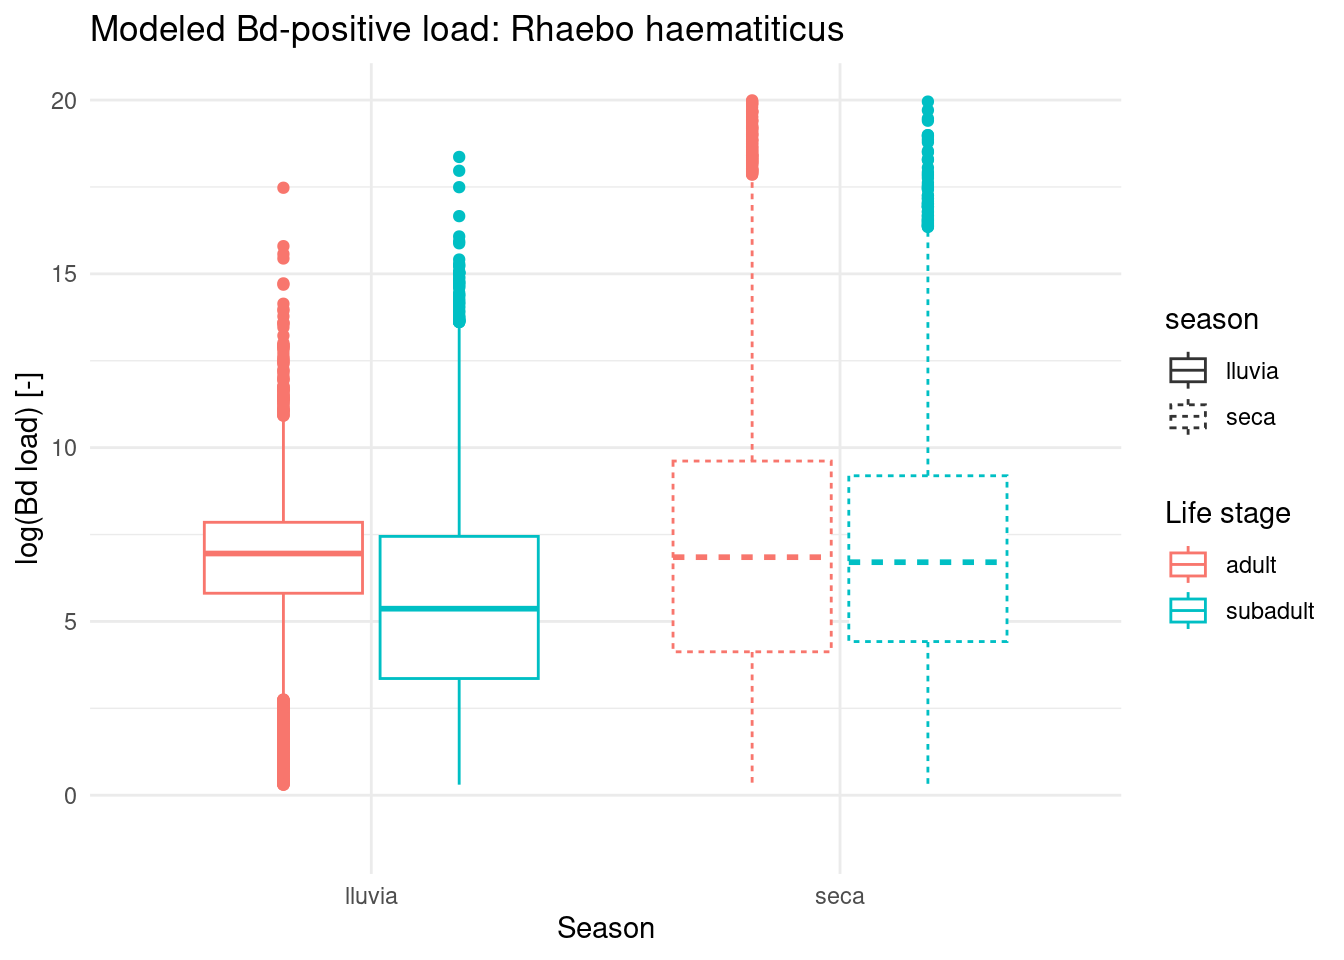 Modeled Bd-positive load: Rhaebo haematiticus
log(Bd load) [-]
20
15
10
5
0
lluvia
seca
Season
season
lluvia
seca
Life stage
adult
subadult